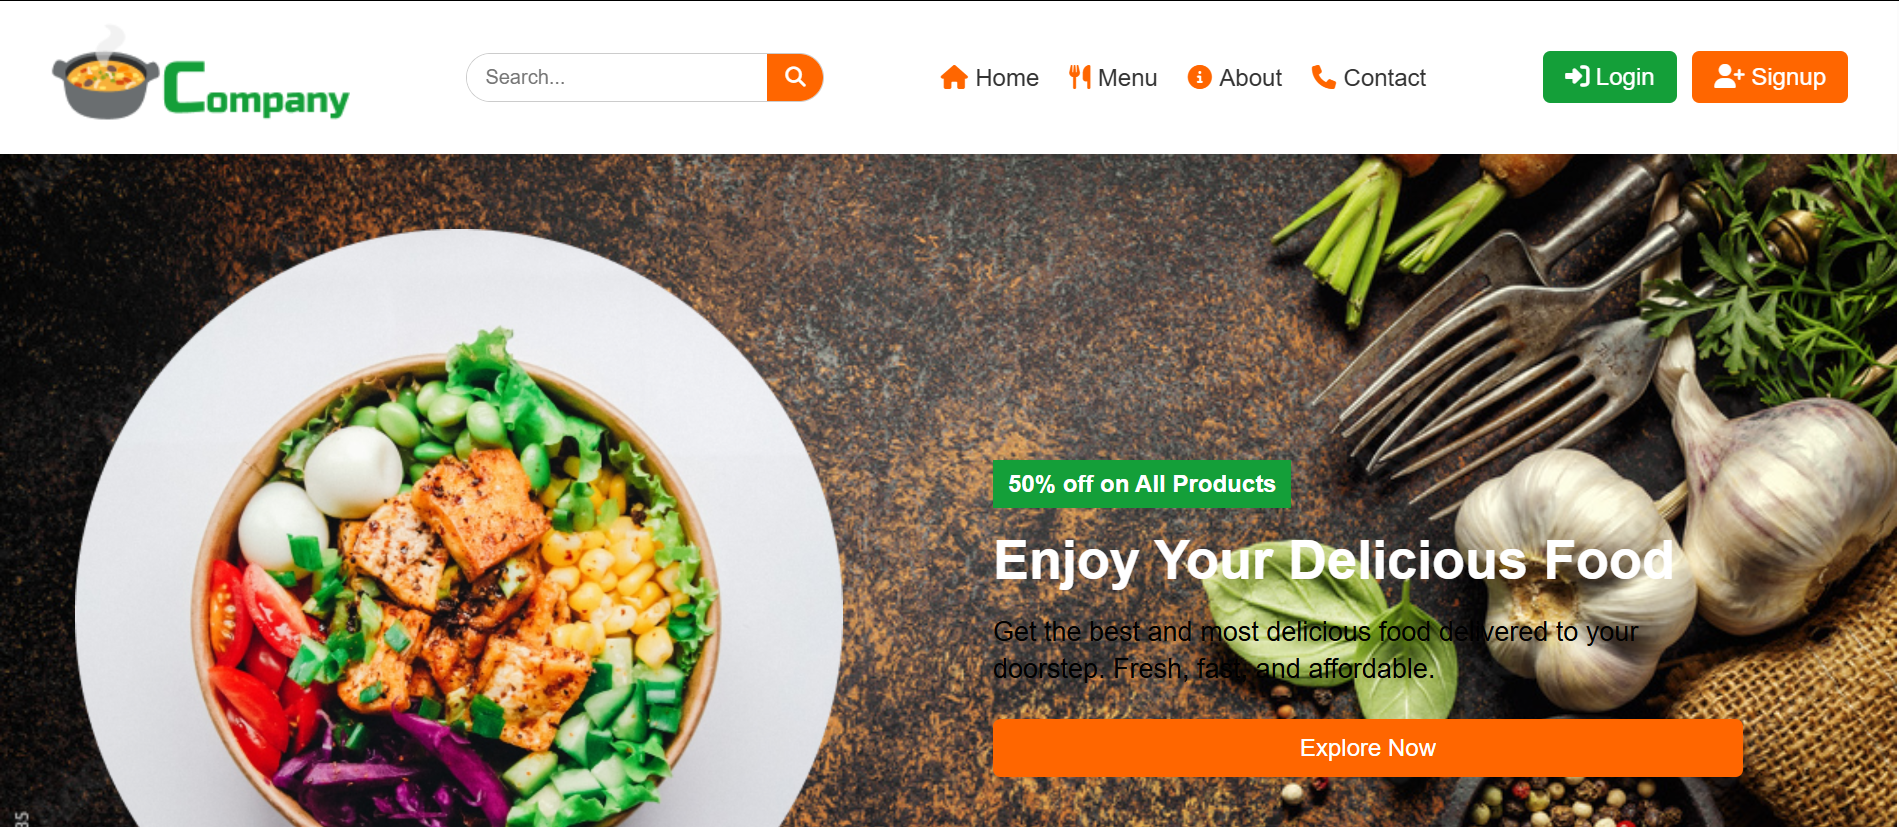 Company
Search...
Home
Menu
About
Contact
Login
Signup
50% off on All Products
Enjoy Your Delicious Food
Get the best and most delicious food delivered to your
doorstep. Fresh, fast, and affordable.
Explore Now